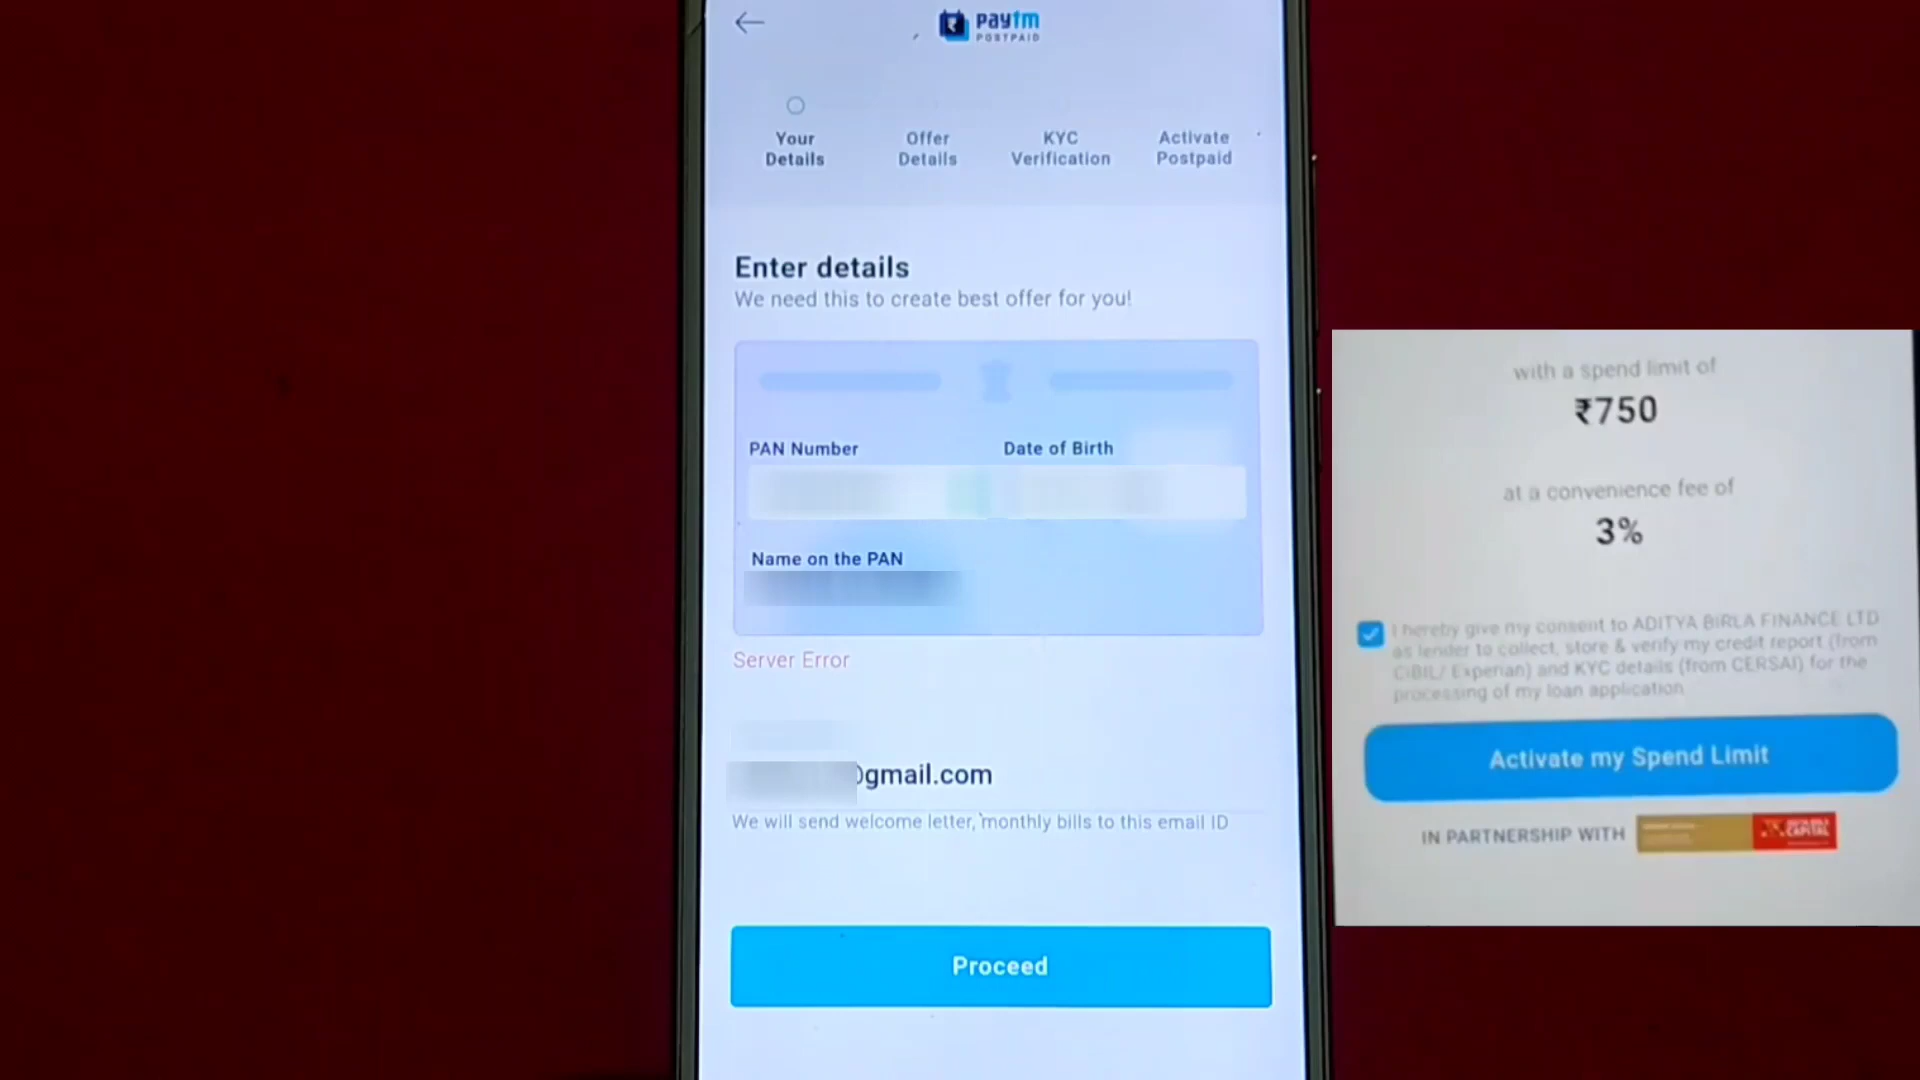 paytm
POSTPAID
Your
Details
Offer
Details
KYC
Verification
Activate
Postpaid
Enter details
We need this to create best offer for you!
PAN Number
Date of Birth
Name on the PAN
Server Error
@gmail.com
We will send welcome letter, monthly bills to this email ID
Proceed
with a spend limit of
₹750
at a convenience fee of
3%
I hereby give my consent to ADITYA BIRLA FINANCE LTD
as lender to collect, store & verify my credit report (from
CIBIL/ Experian) and KYC details (from CERSAI) for the
processing of my loan application
Activate my Spend Limit
IN PARTNERSHIP WITH
CAPITAL